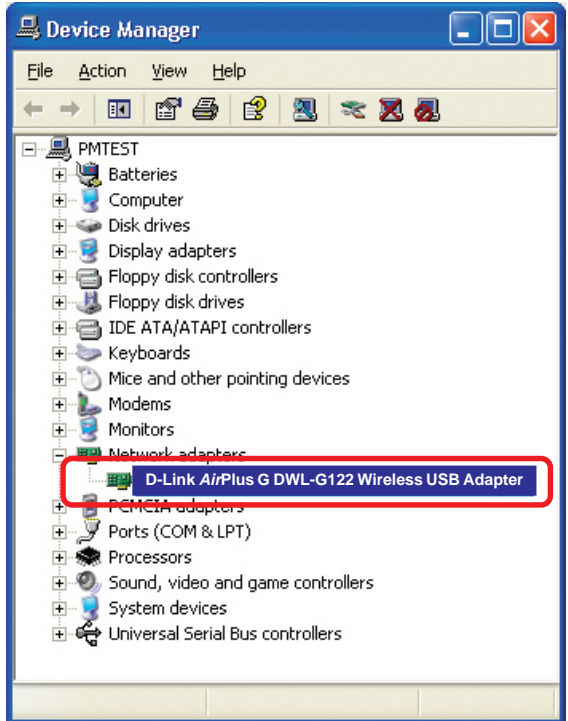 Device Manager
File Action View Help
PMTEST
Batteries
Computer
Disk drives
Display adapters
Floppy disk controllers
Floppy disk drives
IDE ATA/ATAPI controllers
Keyboards
Mice and other pointing devices
Modems
Monitors
Network adapters
D-Link AirPlus G DWL-G122 Wireless USB Adapter
PCMCIA adapters
Ports (COM & LPT)
Processors
Sound, video and game controllers
System devices
Universal Serial Bus controllers